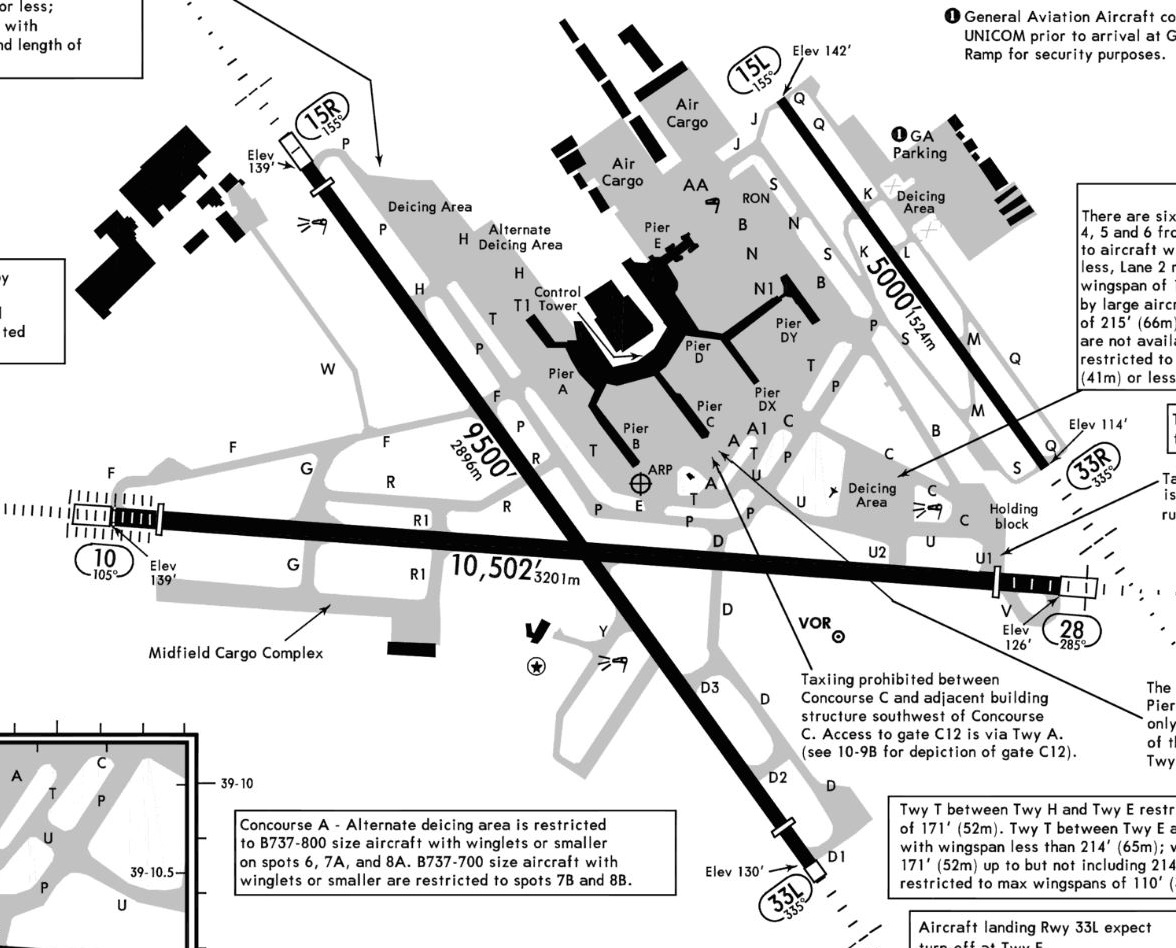 or less;
with
nd length of
❶ General Aviation Aircraft co
UNICOM prior to arrival at G
Ramp for security purposes.
15L
155°
Elev 142'
15R
155°
Elev
139'
P
Q
Q
J
J
Air
Cargo
Air
Cargo
❶ GA
Parking
Deicing
Area
AA
RON
S
K
Deicing Area
P
H
Alternate
Deicing Area
Pier
E
B
N
N
S
K
L
H
H
T1
Control
Tower
N1
B
5000' 1524m
There are six
4, 5 and 6 fro
to aircraft w
less, Lane 2 r
wingspan of 1
by large aircr
of 215' (66m)
are not availa
restricted to
(41m) or less
by
l
ted
T
P
Pier
DY
P
S
M
Q
Pier
D
Pier
A
T
W
P
Pier
DX
F
Pier
C
M
9500'
2896m
P
Pier
B
A1
C
A
B
Q
Elev 114'
33R
335°
F
F
F
G
R
R
T
T
P
C
S
ARP
A
U
U
Deicing
Area
C
C
Holding
block
R
R1
P
E
T
P
P
D
U2
U
U1
Ta
is
ru
10
105°
Elev
139'
G
R1
10,502' 3201m
V
Elev
126'
28
285°
Midfield Cargo Complex
Y
D
VOR
D3
D
Taxiing prohibited between
Concourse C and adjacent building
structure southwest of Concourse
C. Access to gate C12 is via Twy A.
(see 10-9B for depiction of gate C12).
The
Pier
only
of th
Twy
D2
D
D1
Elev 130'
33L
335°
A
C
T
P
U
P
U
39-10
39-10.5
Concourse A - Alternate deicing area is restricted
to B737-800 size aircraft with winglets or smaller
on spots 6, 7A, and 8A. B737-700 size aircraft with
winglets or smaller are restricted to spots 7B and 8B.
Twy T between Twy H and Twy E restr
of 171' (52m). Twy T between Twy E a
with wingspan less than 214' (65m); w
171' (52m) up to but not including 214
restricted to max wingspans of 110' (
Aircraft landing Rwy 33L expect
turn-off at Twy F